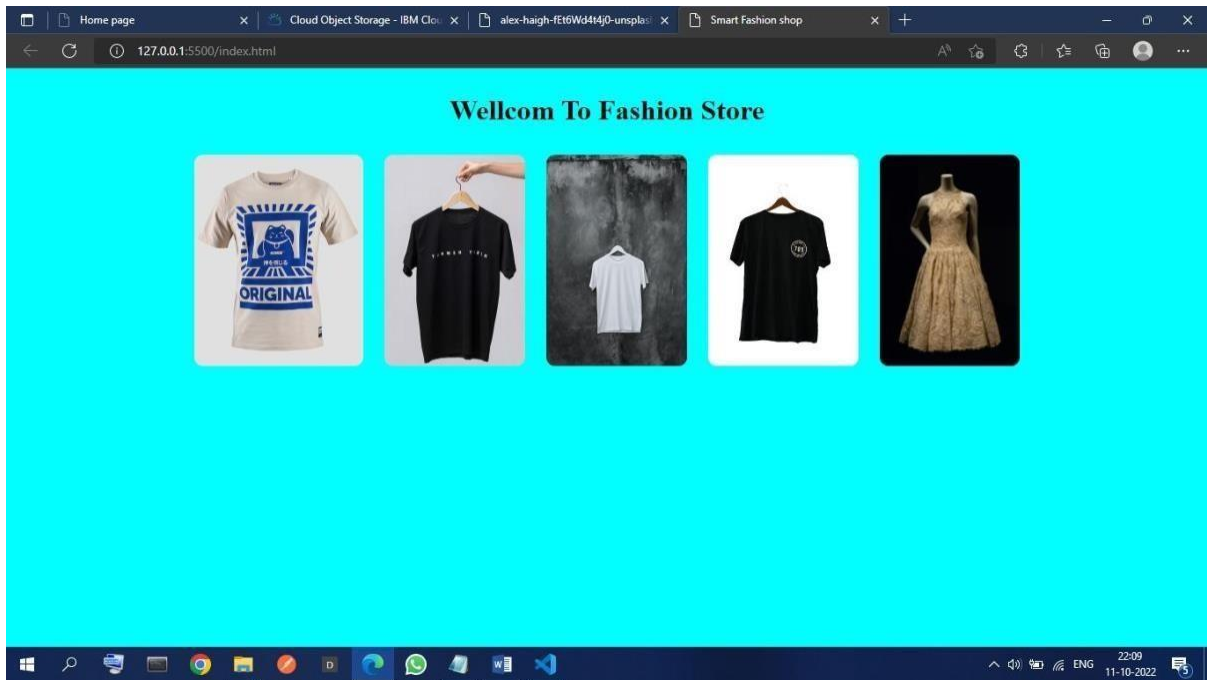 Home page
Cloud Object Storage - IBM Clou
alex-haigh-fEt6Wd4t4j0-unsplas
Smart Fashion shop
127.0.0.1:5500/index.html
Wellcom To Fashion Store
ORIGINAL
ENG
22:09
11-10-2022
5